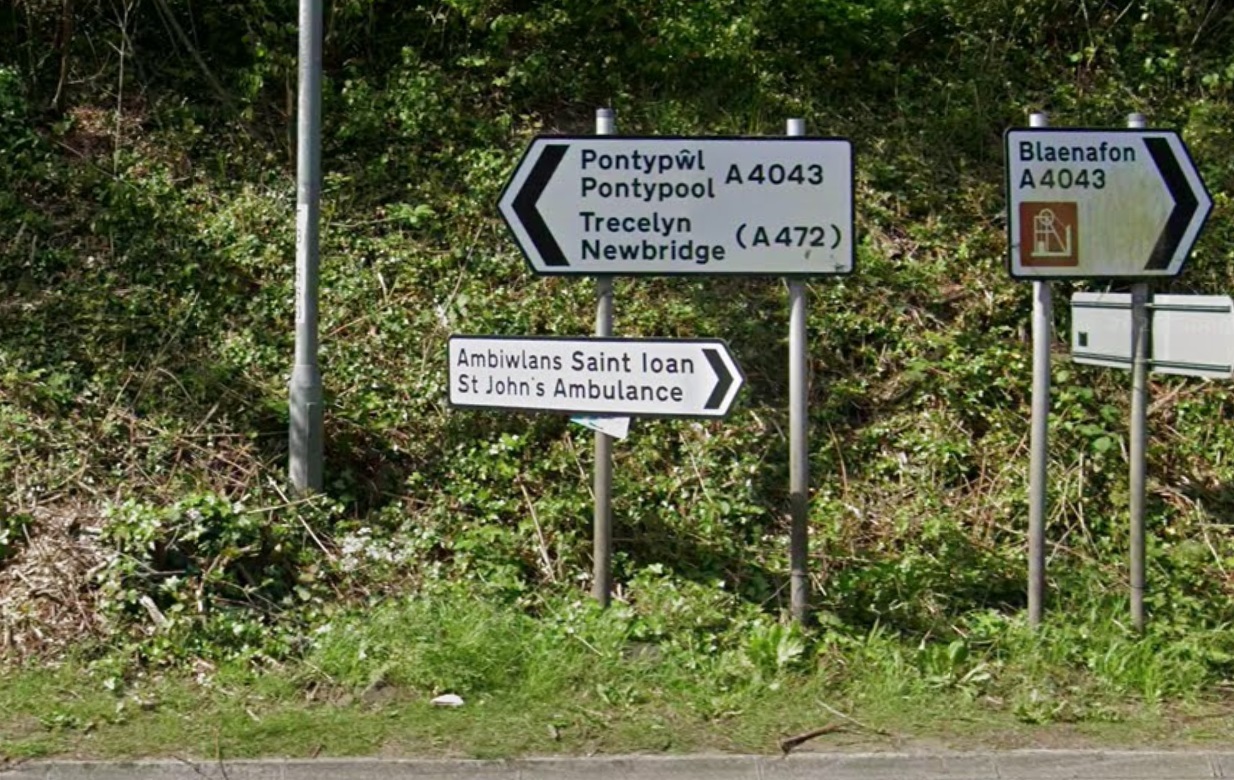 Pontypŵl
Pontypool A4043
Trecelyn
Newbridge (A472)
Ambiwlans Saint Ioan
St John's Ambulance
Blaenafon
A4043